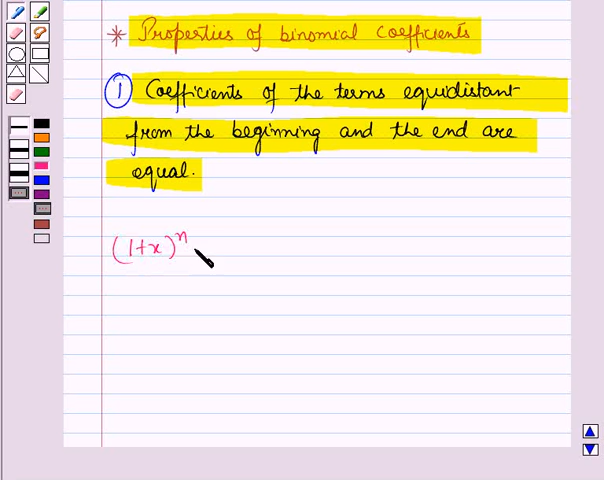 * Properties of binomial coefficients
① Coefficients of the terms equidistant
from the beginning and the end are
equal.
(1+x)^n